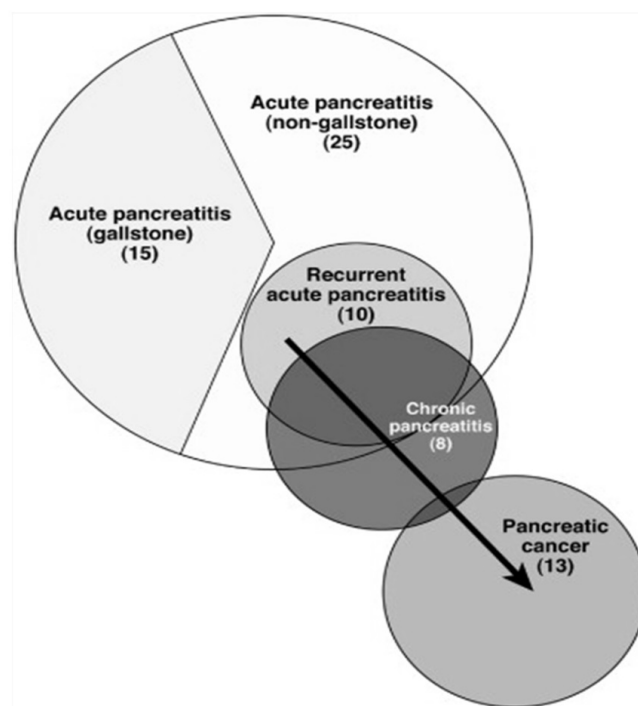 Acute pancreatitis
(non-gallstone)
(25)
Acute pancreatitis
(gallstone)
(15)
Recurrent
acute pancreatitis
(10)
Chronic
pancreatitis
(8)
Pancreatic
cancer
(13)